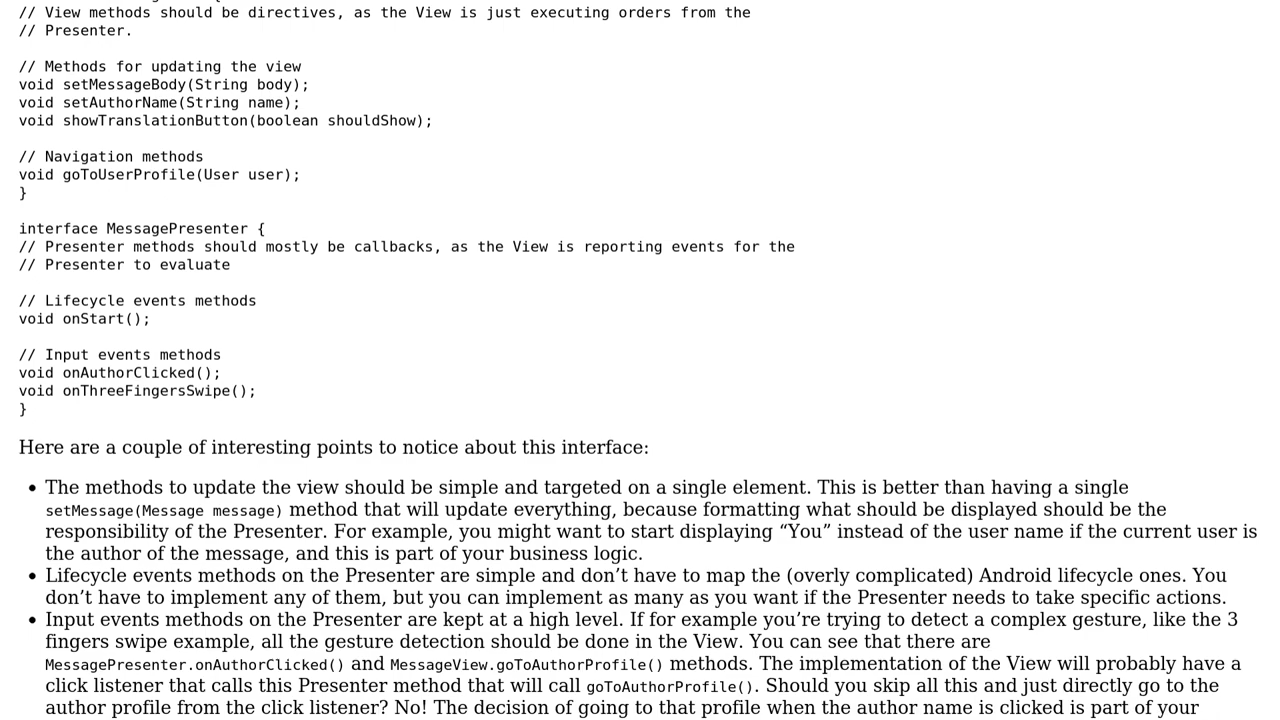 // View methods should be directives, as the View is just executing orders from the
// Presenter.
// Methods for updating the view
void setMessageBody(String body);
void setAuthorName(String name);
void showTranslationButton(boolean shouldShow);
// Navigation methods
void goToUserProfile(User user);
}
interface MessagePresenter {
// Presenter methods should mostly be callbacks, as the View is reporting events for the
// Presenter to evaluate
// Lifecycle events methods
void onStart();
// Input events methods
void onAuthorClicked();
void onThreeFingersSwipe();
}
Here are a couple of interesting points to notice about this interface:
• The methods to update the view should be simple and targeted on a single element. This is better than having a single
setMessage(Message message) method that will update everything, because formatting what should be displayed should be the
responsibility of the Presenter. For example, you might want to start displaying “You” instead of the user name if the current user is
the author of the message, and this is part of your business logic.
• Lifecycle events methods on the Presenter are simple and don’t have to map the (overly complicated) Android lifecycle ones. You
don’t have to implement any of them, but you can implement as many as you want if the Presenter needs to take specific actions.
• Input events methods on the Presenter are kept at a high level. If for example you’re trying to detect a complex gesture, like the 3
fingers swipe example, all the gesture detection should be done in the View. You can see that there are
MessagePresenter.onAuthorClicked() and MessageView.goToAuthorProfile() methods. The implementation of the View will probably have a
click listener that calls this Presenter method that will call goToAuthorProfile(). Should you skip all this and just directly go to the
author profile from the click listener? No! The decision of going to that profile when the author name is clicked is part of your